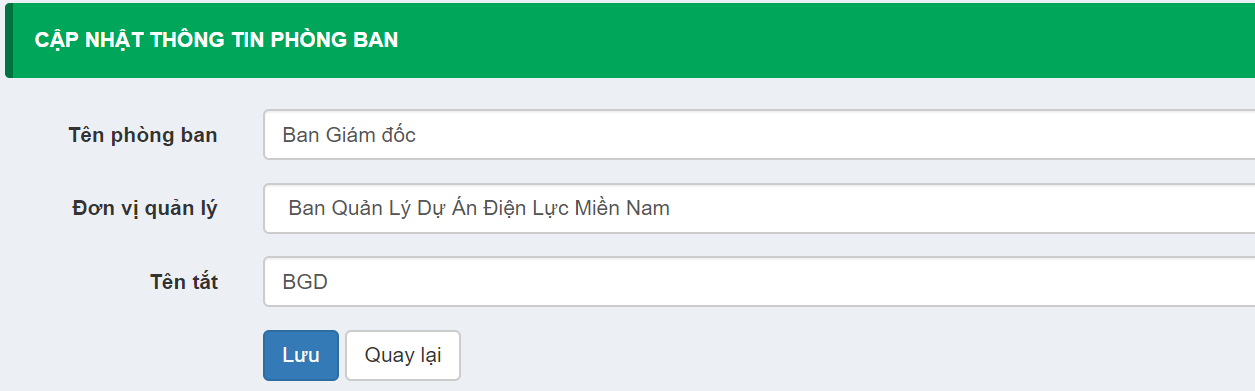 CẬP NHẬT THÔNG TIN PHÒNG BAN
Tên phòng ban Ban Giám đốc
Đơn vị quản lý Ban Quản Lý Dự Án Điện Lực Miền Nam
Tên tắt BGD
Lưu Quay lại